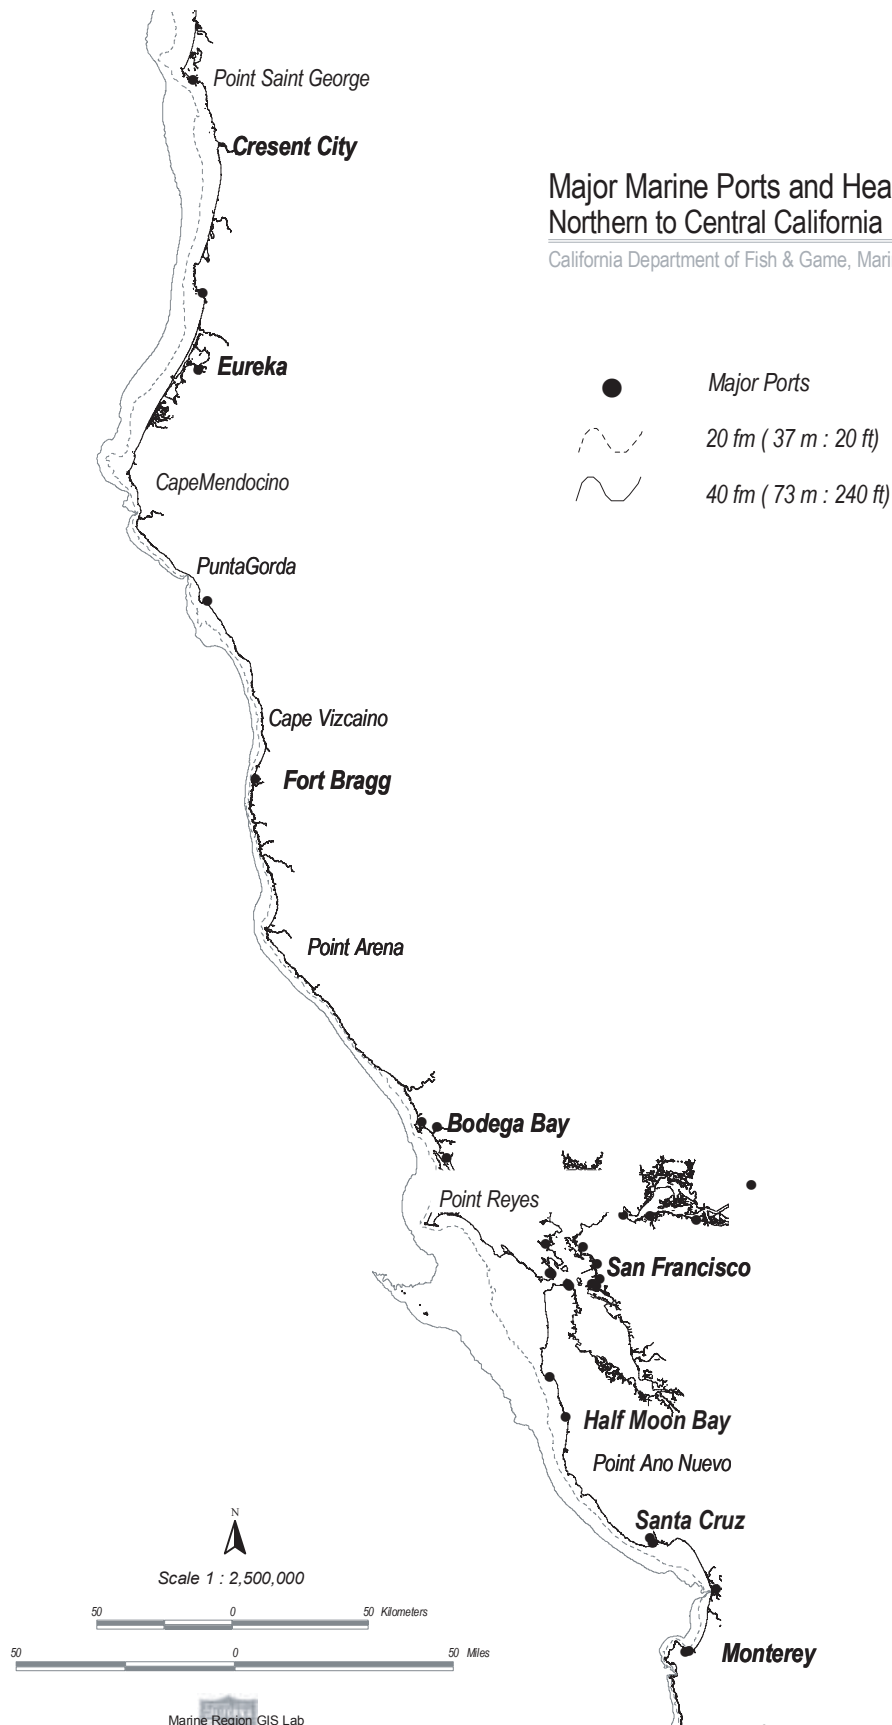 Point Saint George
Cresent City
Major Marine Ports and Hea
Northern to Central California
California Department of Fish & Game, Mari
Eureka
Major Ports
20 fm ( 37 m : 20 ft)
40 fm ( 73 m : 240 ft)
CapeMendocino
PuntaGorda
Cape Vizcaino
Fort Bragg
Point Arena
Bodega Bay
Point Reyes
San Francisco
Half Moon Bay
Point Ano Nuevo
Santa Cruz
N
Scale 1 : 2,500,000
50 0 50 Kilometers
50 0 50 Miles
Monterey
Marine Region GIS Lab